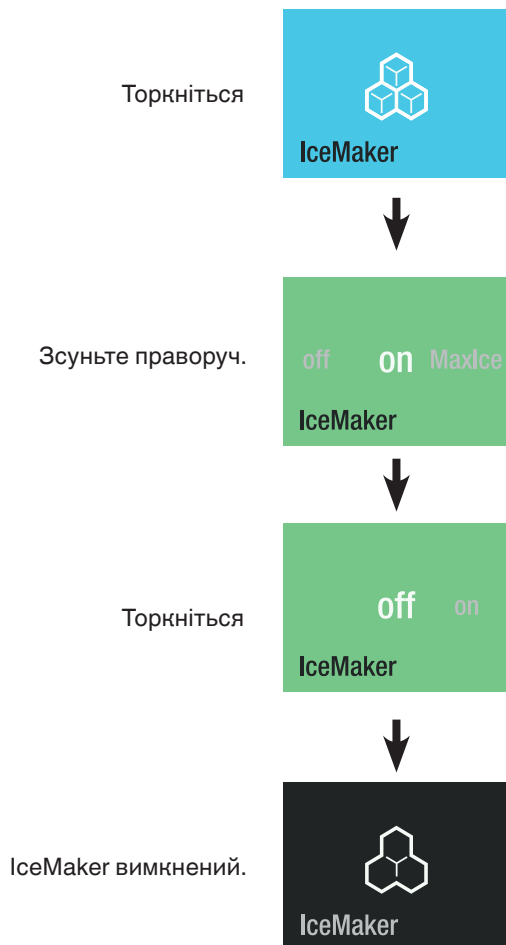 Торкніться
IceMaker
Зсуньте праворуч.
off on MaxIce
IceMaker
Торкніться
off on
IceMaker
IceMaker вимкнений.
IceMaker